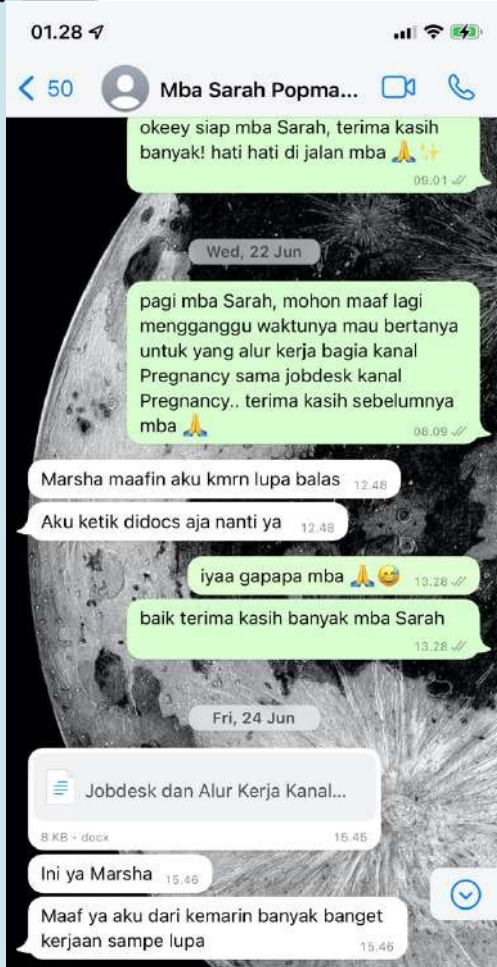 01.28
50
Mba Sarah Popma...
okeey siap mba Sarah, terima kasih
banyak! hati hati di jalan mba 🙏✨
09.01
Wed, 22 Jun
pagi mba Sarah, mohon maaf lagi
mengganggu waktunya mau bertanya
untuk yang alur kerja bagia kanal
Pregnancy sama jobdesk kanal
Pregnancy.. terima kasih sebelumnya
mba 🙏
08.09
Marsha maafin aku kmrn lupa balas 12.48
Aku ketik didocs aja nanti ya 12.48
iyaa gapapa mba 🙏😅 13.28
baik terima kasih banyak mba Sarah
13.28
Fri, 24 Jun
Jobdesk dan Alur Kerja Kanal...
8 KB • docx 15.45
Ini ya Marsha 15.46
Maaf ya aku dari kemarin banyak banget
kerjaan sampe lupa 15.46